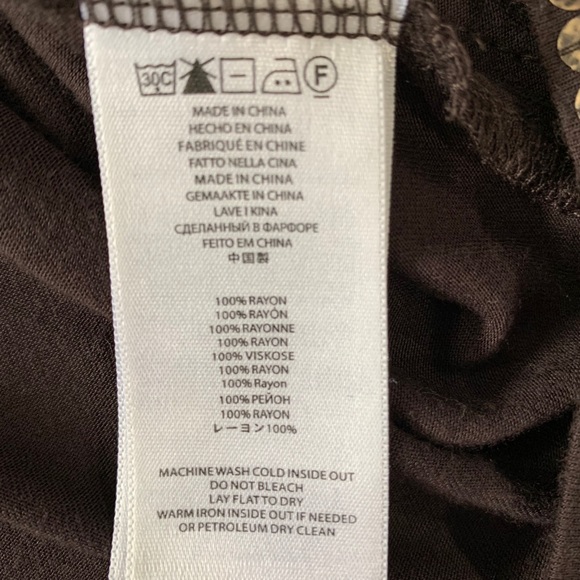 30C F
MADE IN CHINA
HECHO EN CHINA
FABRIQUÉ EN CHINE
FATTO NELLA CINA
MADE IN CHINA
GEMAAKTE IN CHINA
LAVE I KINA
СДЕЛАННЫЙ В ФАРФОРЕ
FEITO EM CHINA
中国製
100% RAYON
100% RAYÓN
100% RAYONNE
100% RAYON
100% VISKOSE
100% RAYON
100% Rayon
100% РЕЙОН
100% RAYON
レーヨン100%
MACHINE WASH COLD INSIDE OUT
DO NOT BLEACH
LAY FLAT TO DRY
WARM IRON INSIDE OUT IF NEEDED
OR PETROLEUM DRY CLEAN